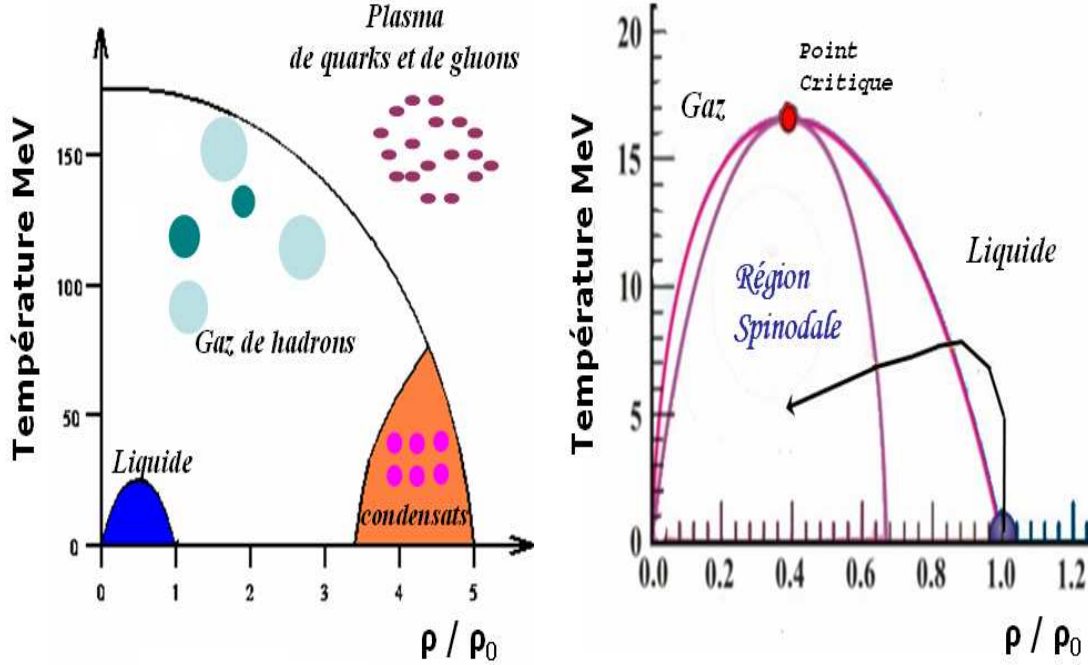 Plasma
de quarks et de gluons
Température MeV
150
100
50
0
Gaz de hadrons
Liquide
condensats
0
1
2
3
4
5
ρ / ρ0
Température MeV
20
15
10
5
0
Point
Critique
Gaz
Liquide
Région
Spinodale
0.0
0.2
0.4
0.6
0.8
1.0
1.2
ρ / ρ0